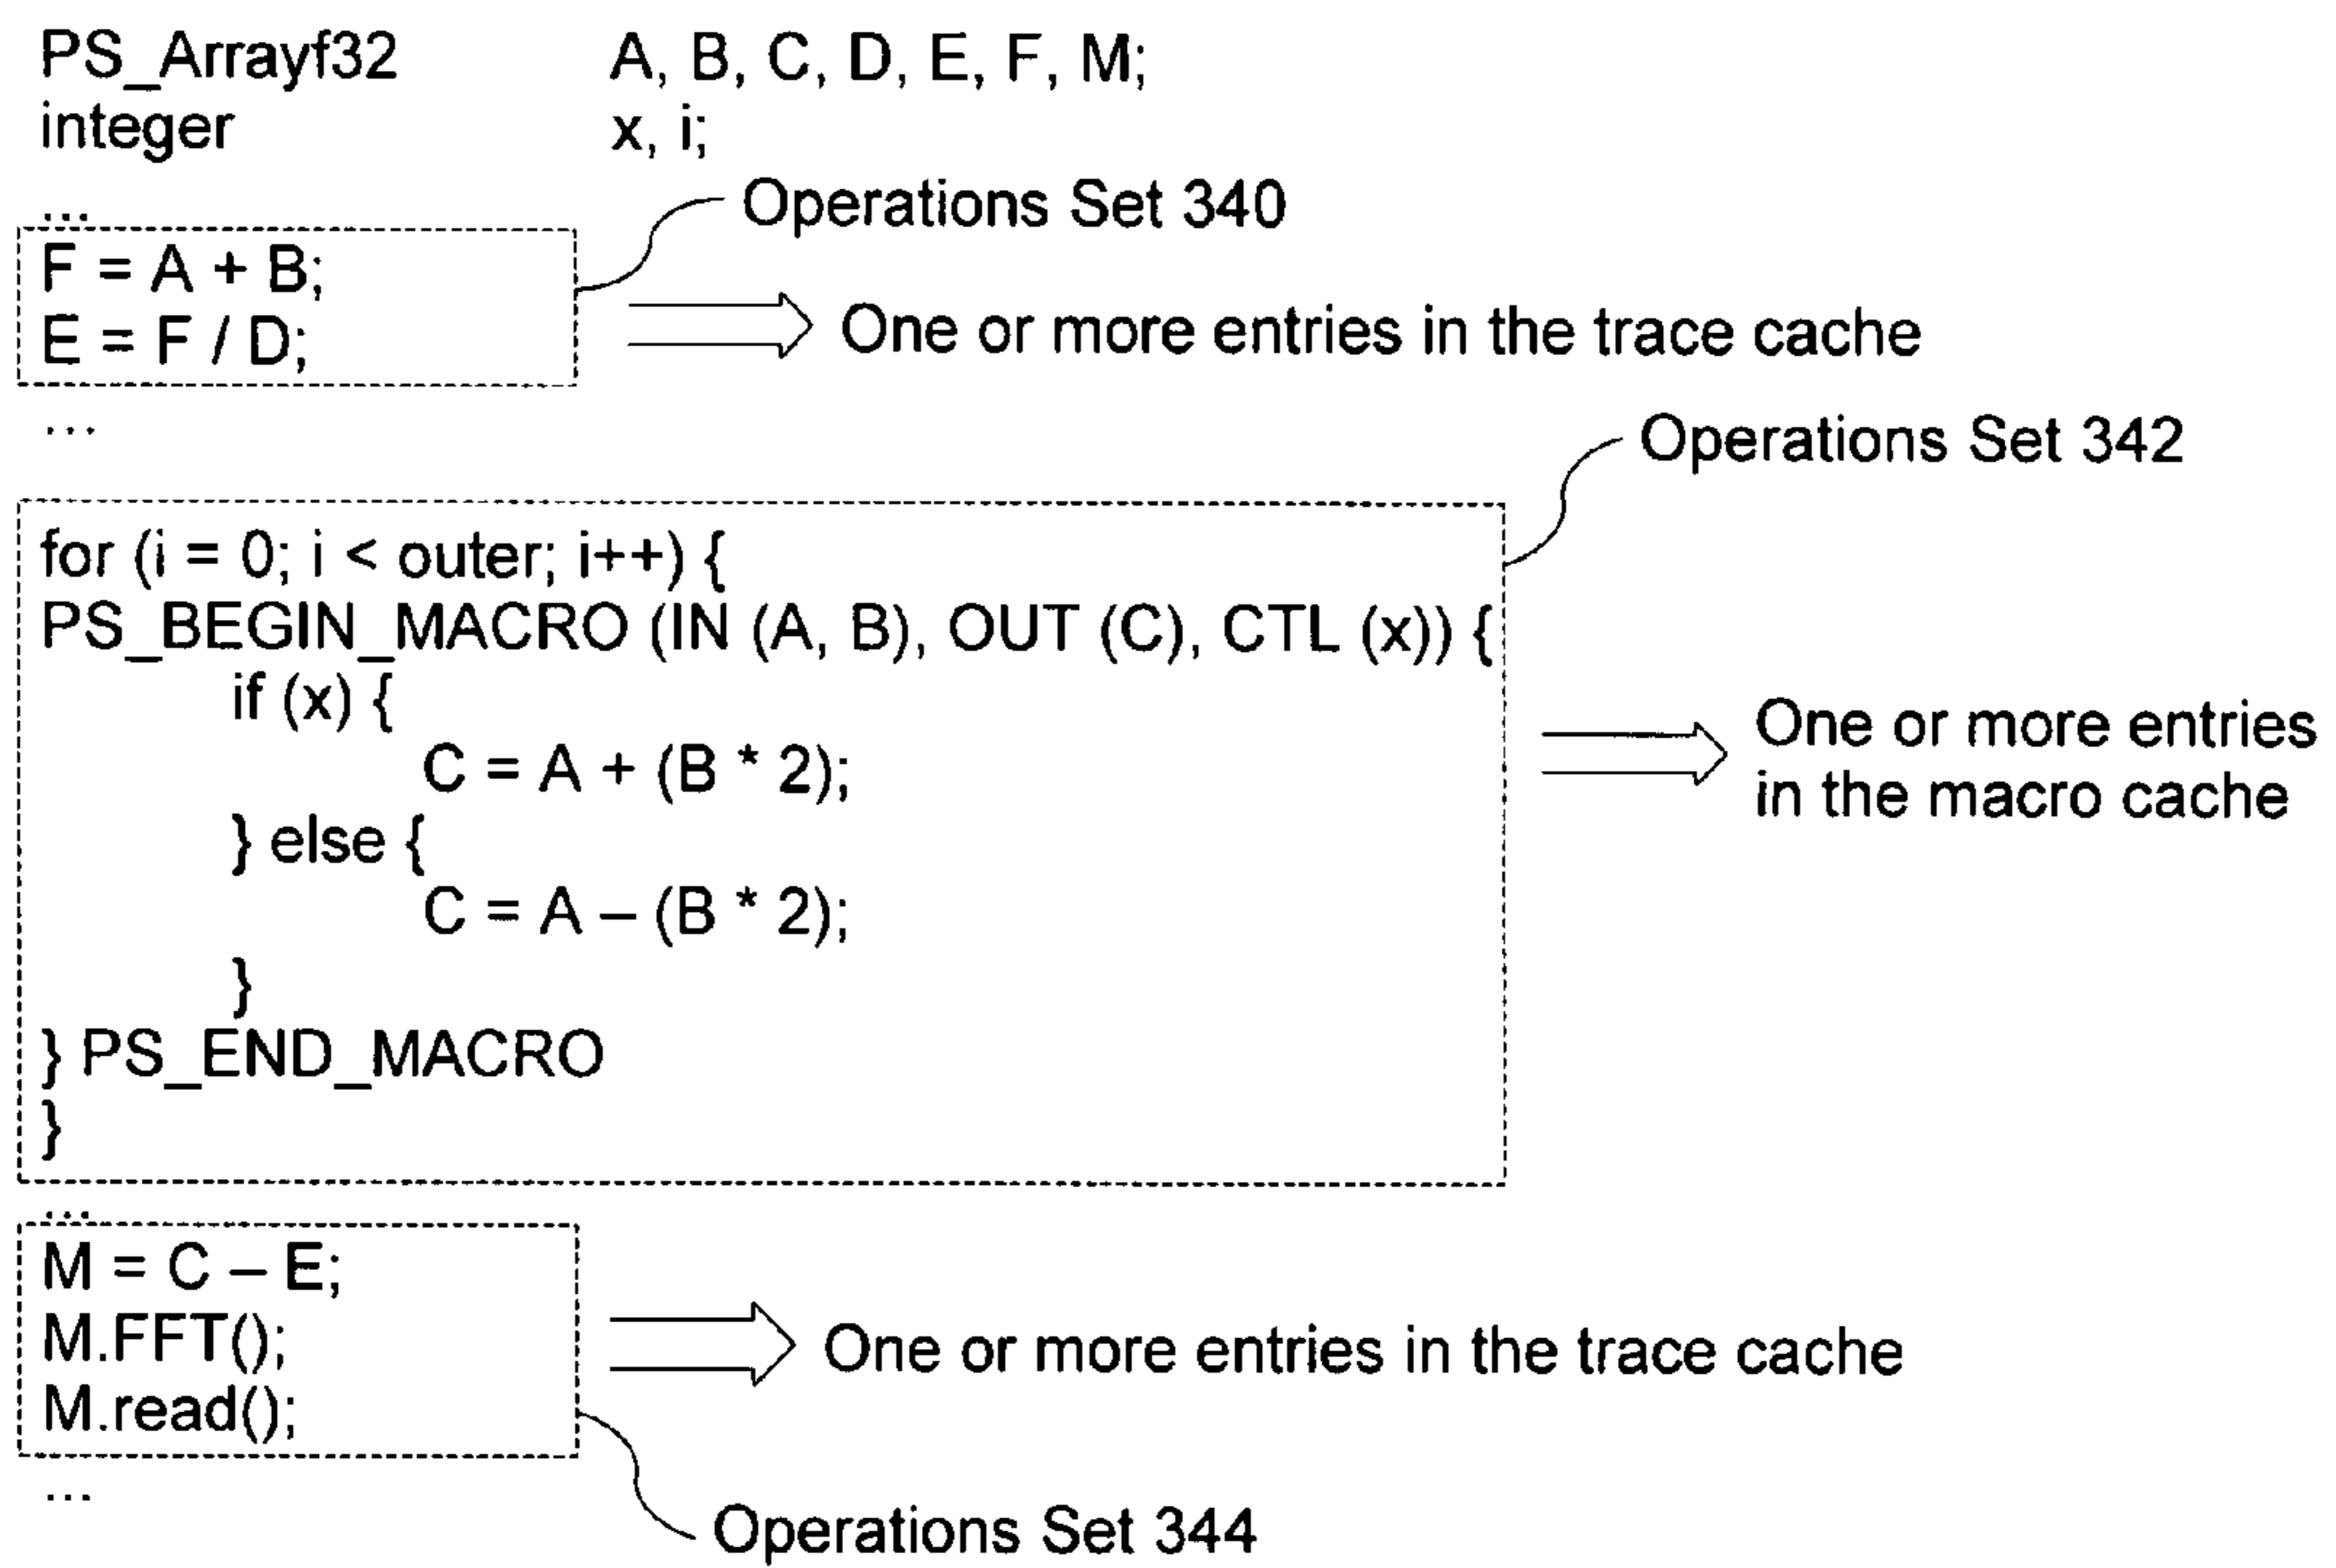 PS_Arrayf32 A, B, C, D, E, F, M;
integer x, i;
...
Operations Set 340
F = A + B;
E = F / D;
One or more entries in the trace cache
...
Operations Set 342
for (i = 0; i < outer; i++) {
PS_BEGIN_MACRO (IN (A, B), OUT (C), CTL (x)) {
if (x) {
C = A + (B * 2);
} else {
C = A – (B * 2);
}
} PS_END_MACRO
}
One or more entries
in the macro cache
...
M = C – E;
M.FFT();
M.read();
One or more entries in the trace cache
...
Operations Set 344